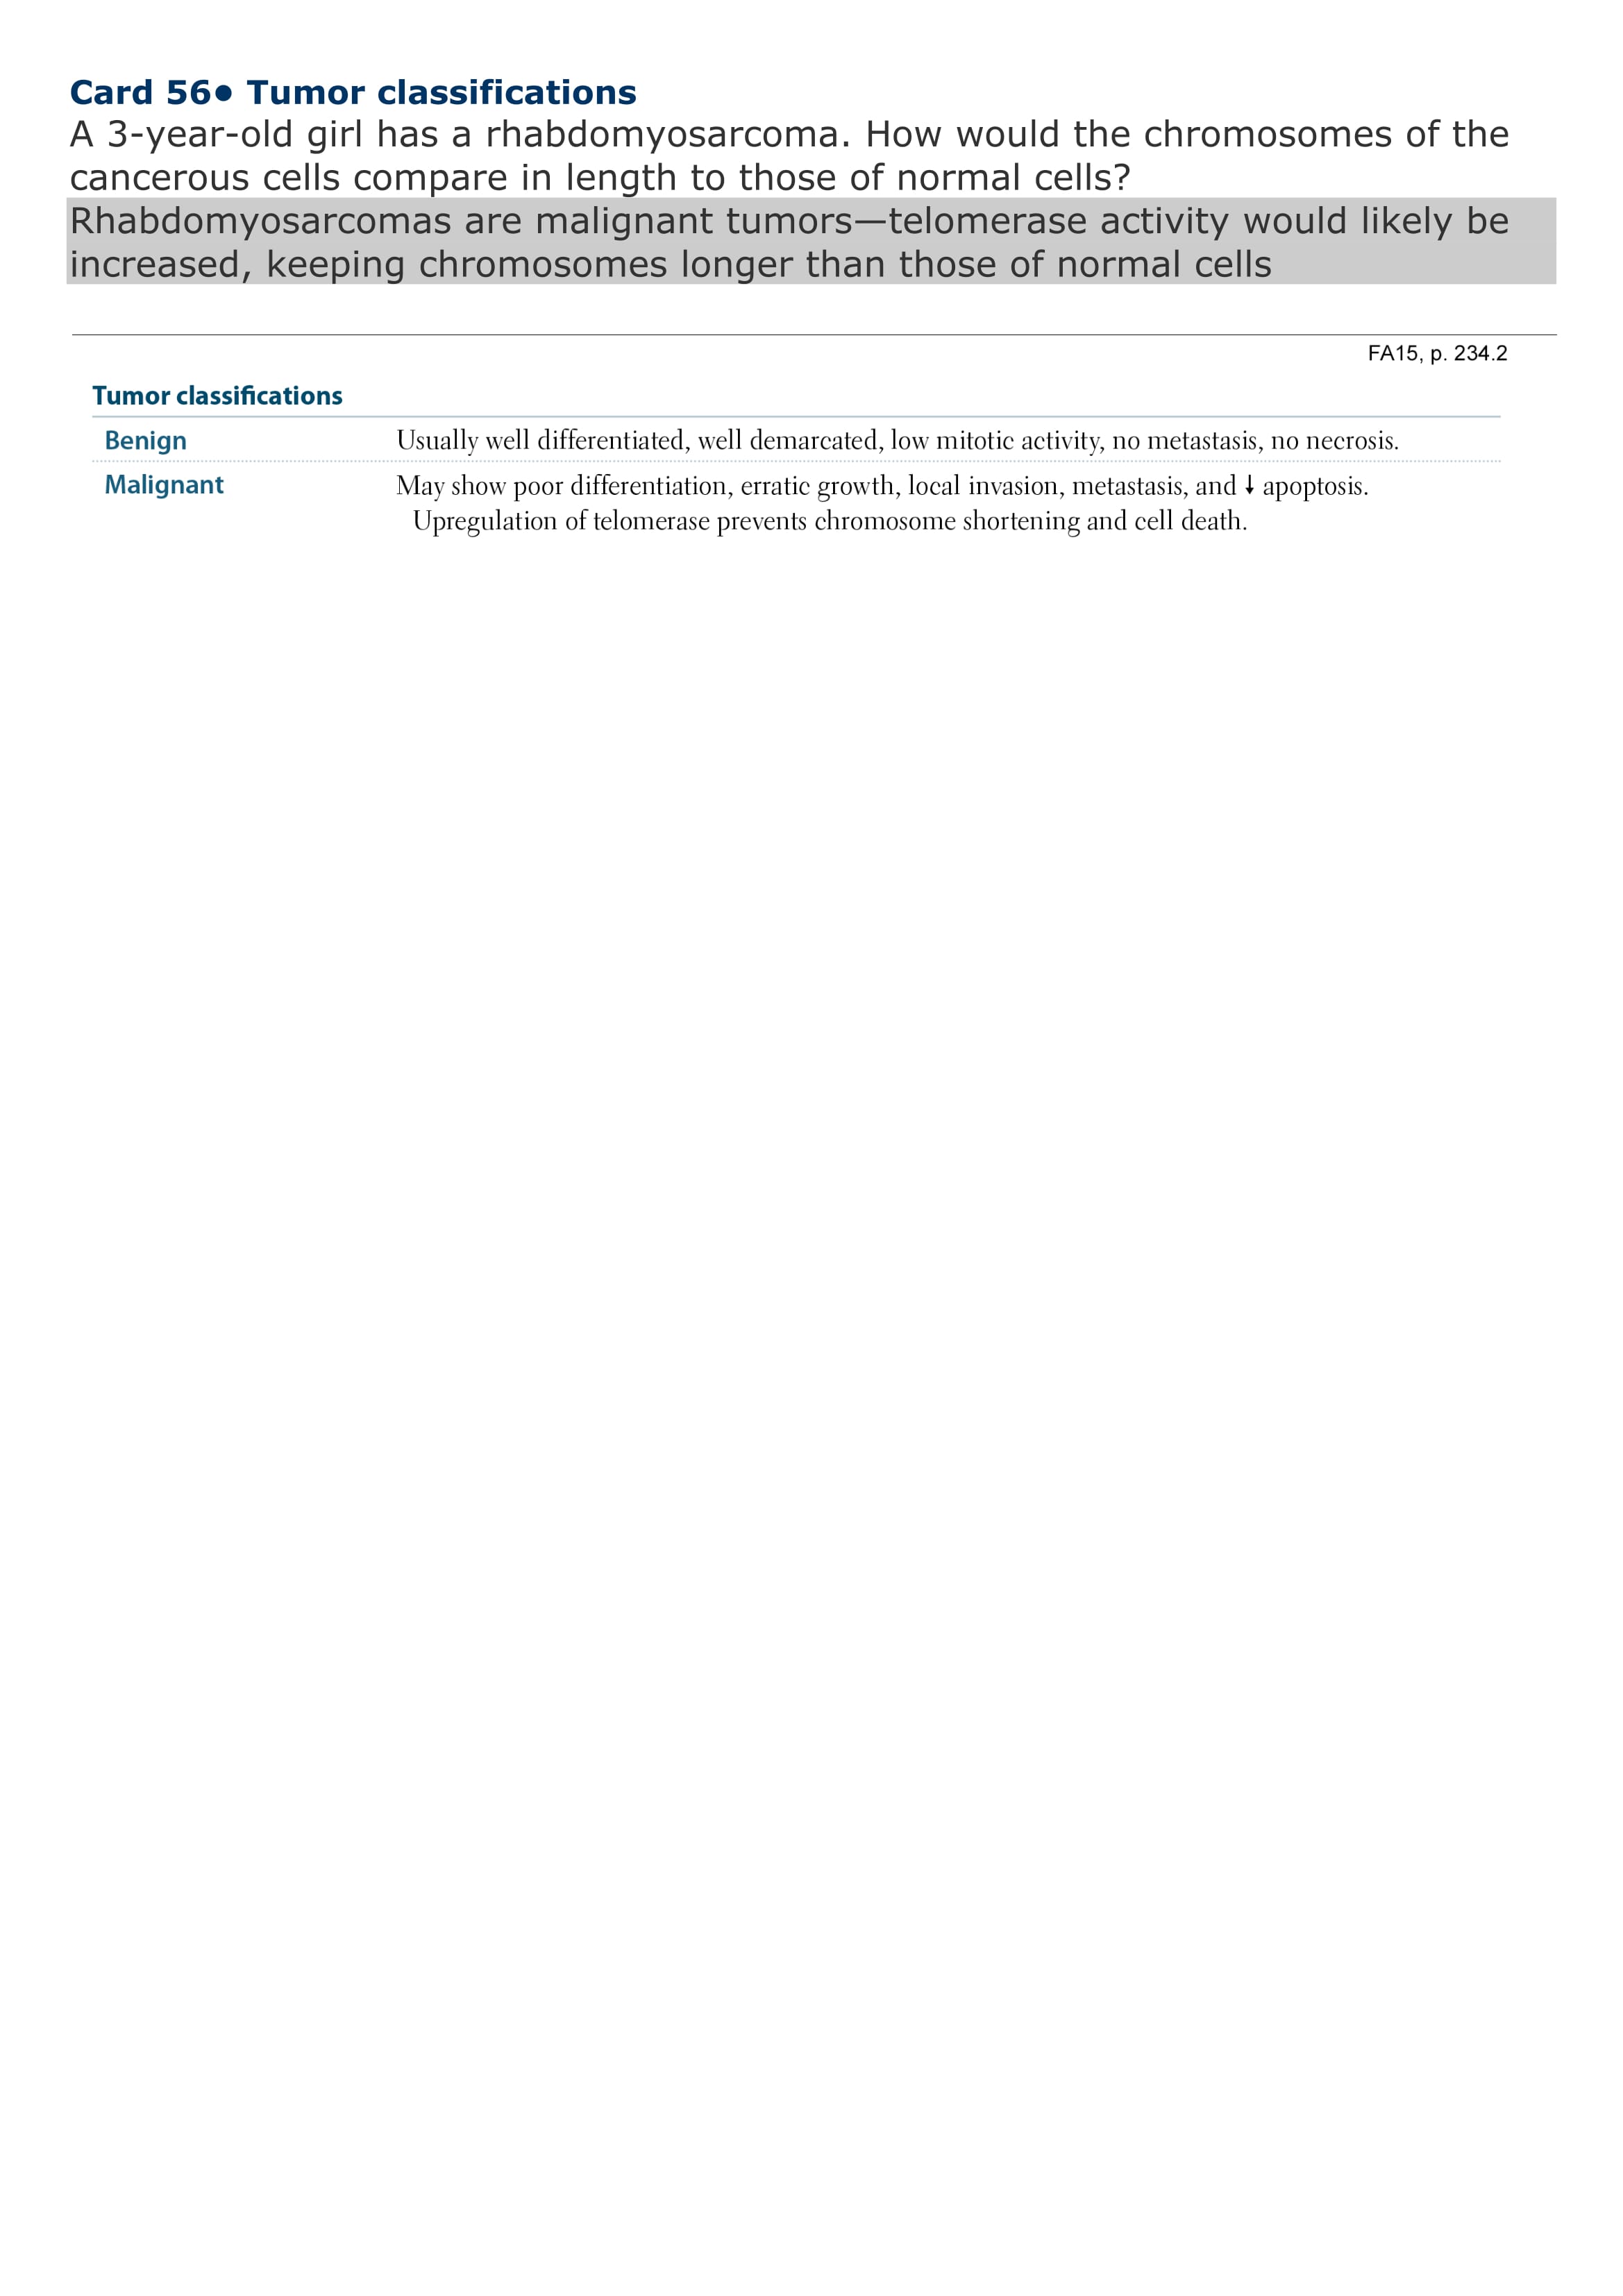 Card 56● Tumor classifications
A 3-year-old girl has a rhabdomyosarcoma. How would the chromosomes of the
cancerous cells compare in length to those of normal cells?
Rhabdomyosarcomas are malignant tumors—telomerase activity would likely be
increased, keeping chromosomes longer than those of normal cells
FA15, p. 234.2
Tumor classifications
Benign Usually well differentiated, well demarcated, low mitotic activity, no metastasis, no necrosis.
Malignant May show poor differentiation, erratic growth, local invasion, metastasis, and ↓ apoptosis.
Upregulation of telomerase prevents chromosome shortening and cell death.